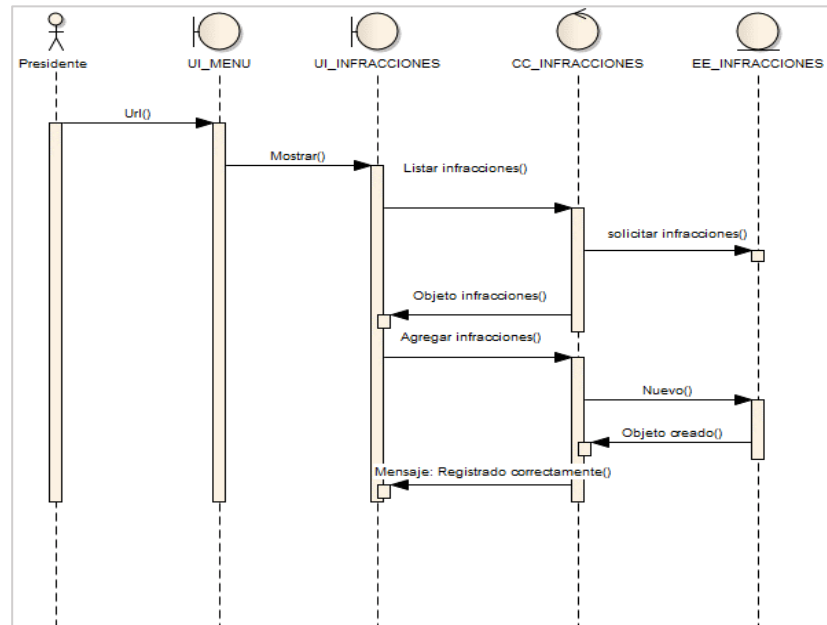 Presidente
UI_MENU
UI_INFRACCIONES
CC_INFRACCIONES
EE_INFRACCIONES
Url()
Mostrar()
Listar infracciones()
solicitar infracciones()
Objeto infracciones()
Agregar infracciones()
Nuevo()
Objeto creado()
Mensaje: Registrado correctamente()